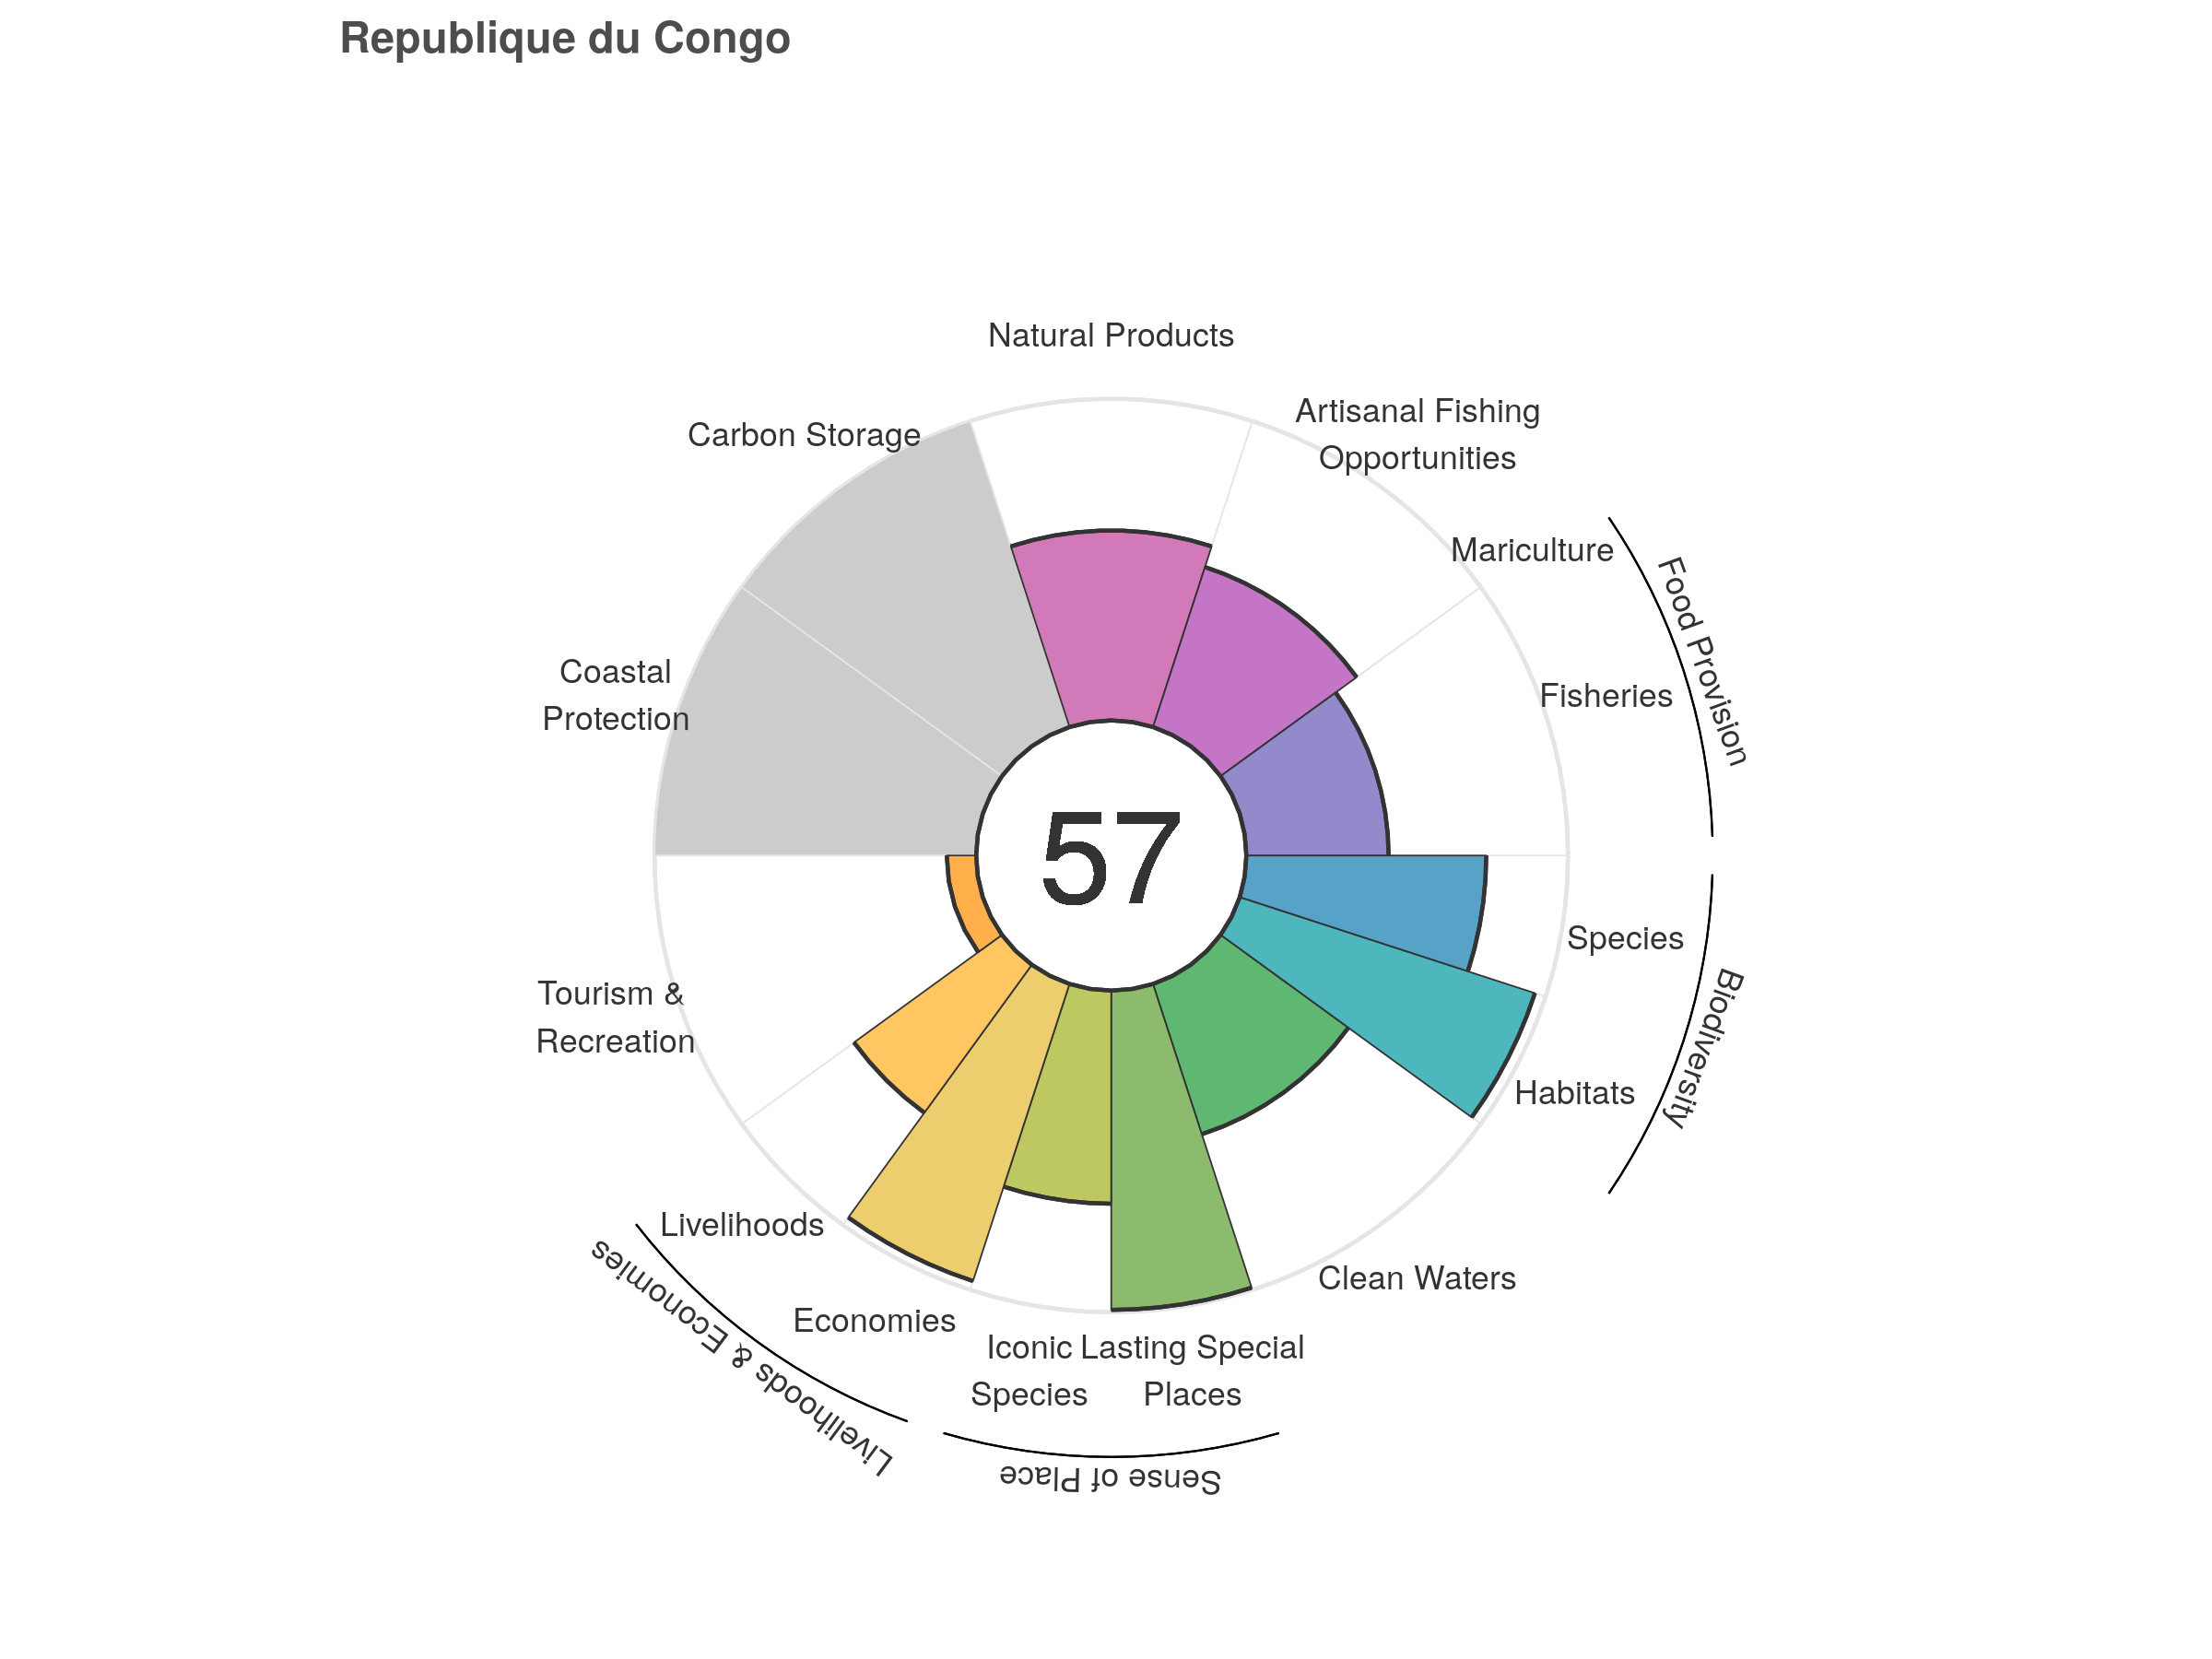 Republique du Congo
Natural Products
Artisanal Fishing
Opportunities
Carbon Storage
Mariculture
Food Provision
Fisheries
Coastal
Protection
57
Species
Biodiversity
Habitats
Tourism &
Recreation
Livelihoods
Livelihoods & Economies
Clean Waters
Economies
Iconic
Species
Lasting Special
Places
Sense of Place